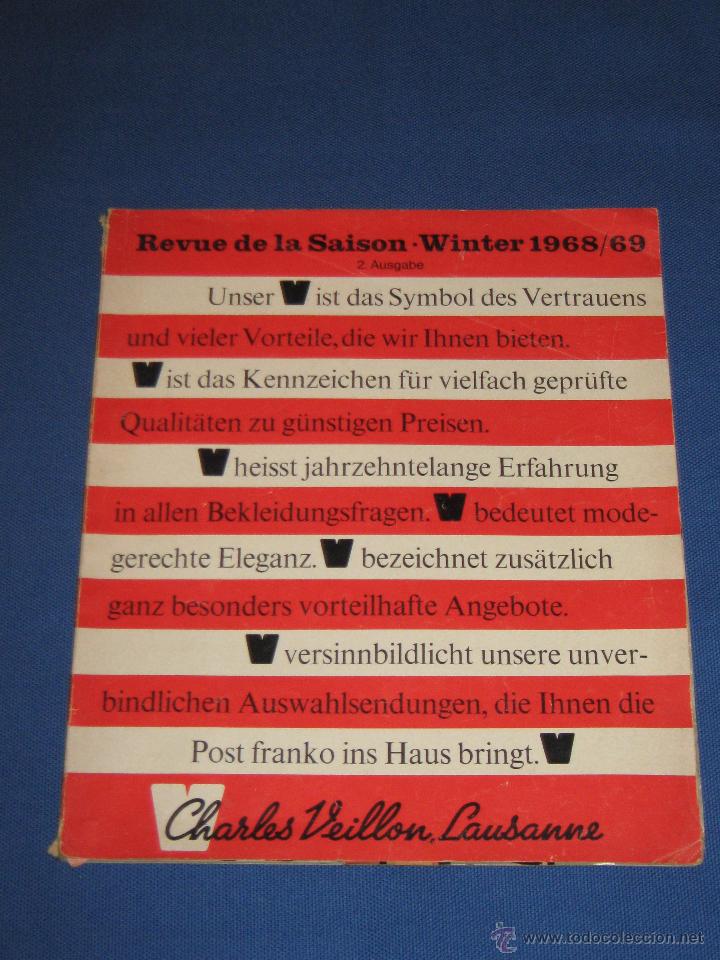 Revue de la Saison · Winter 1968/69
2. Ausgabe
Unser V ist das Symbol des Vertrauens
und vieler Vorteile, die wir Ihnen bieten.
V ist das Kennzeichen für vielfach geprüfte
Qualitäten zu günstigen Preisen.
V heisst jahrzehntelange Erfahrung
in allen Bekleidungsfragen. V bedeutet mode-
gerechte Eleganz. V bezeichnet zusätzlich
ganz besonders vorteilhafte Angebote.
V versinnbildlicht unsere unver-
bindlichen Auswahlsendungen, die Ihnen die
Post franko ins Haus bringt. V
V Charles Veillon, Lausanne
© www.todocoleccion.net